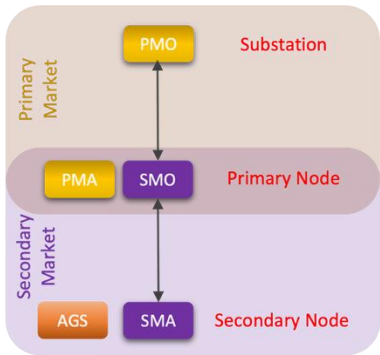 PMO
Substation
Primary
Market
PMA
SMO
Primary Node
Secondary
Market
AGS
SMA
Secondary Node